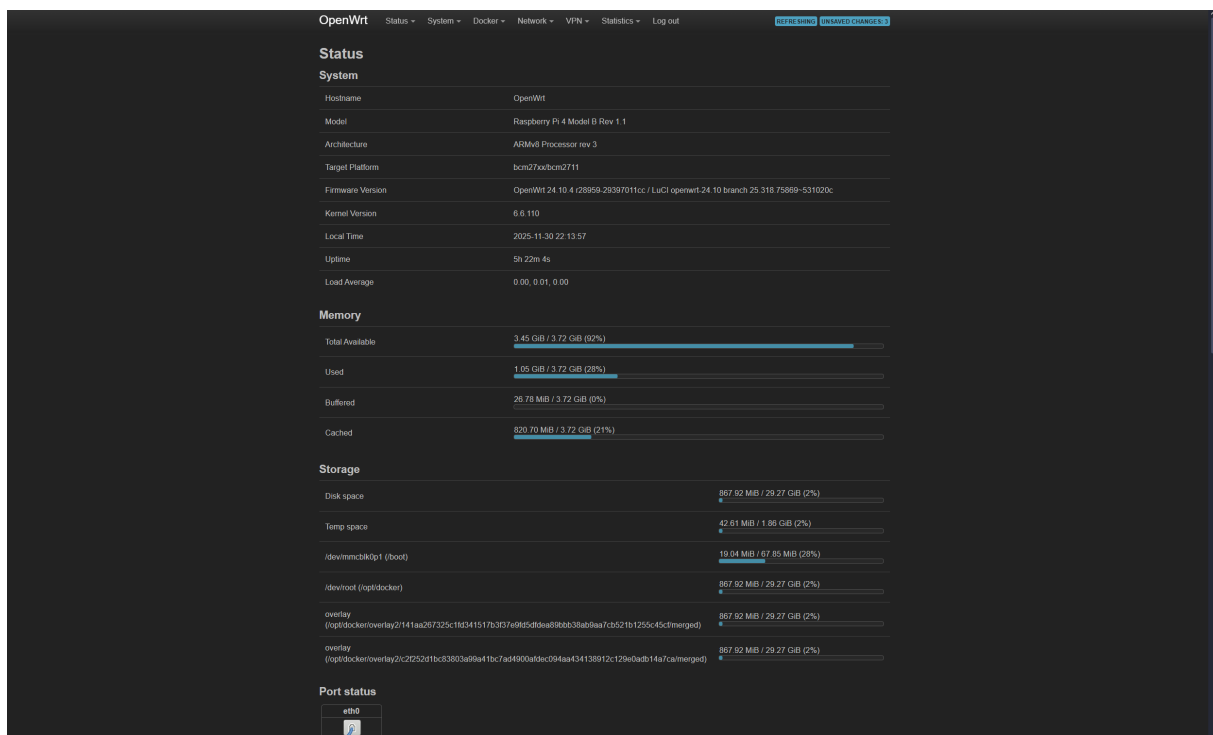 OpenWrt Status System Docker Network VPN Statistics Log out REFRESHING UNSAVED CHANGES: 3
Status
System
Hostname OpenWrt
Model Raspberry Pi 4 Model B Rev 1.1
Architecture ARMv8 Processor rev 3
Target Platform bcm27xx/bcm2711
Firmware Version OpenWrt 24.10.4 r28959-29397011cc / LuCI openwrt-24.10 branch 25.318.75869~531020c
Kernel Version 6.6.110
Local Time 2025-11-30 22:13:57
Uptime 5h 22m 4s
Load Average 0.00, 0.01, 0.00
Memory
Total Available 3.45 GiB / 3.72 GiB (92%)
Used 1.05 GiB / 3.72 GiB (28%)
Buffered 26.78 MiB / 3.72 GiB (0%)
Cached 820.70 MiB / 3.72 GiB (21%)
Storage
Disk space 867.92 MiB / 29.27 GiB (2%)
Temp space 42.61 MiB / 1.86 GiB (2%)
/dev/mmcblk0p1 (/boot) 19.04 MiB / 67.85 MiB (28%)
/dev/root (/opt/docker) 867.92 MiB / 29.27 GiB (2%)
overlay 867.92 MiB / 29.27 GiB (2%)
(/opt/docker/overlay2/141aa267325c1fd341517b3f37e9fd5dfdea89bbb38ab9aa7cb521b1255c45cf/merged)
overlay 867.92 MiB / 29.27 GiB (2%)
(/opt/docker/overlay2/c2f252d1bc83803a99a41bc7ad4900afdec094aa434138912c129e0adb14a7ca/merged)
Port status
eth0